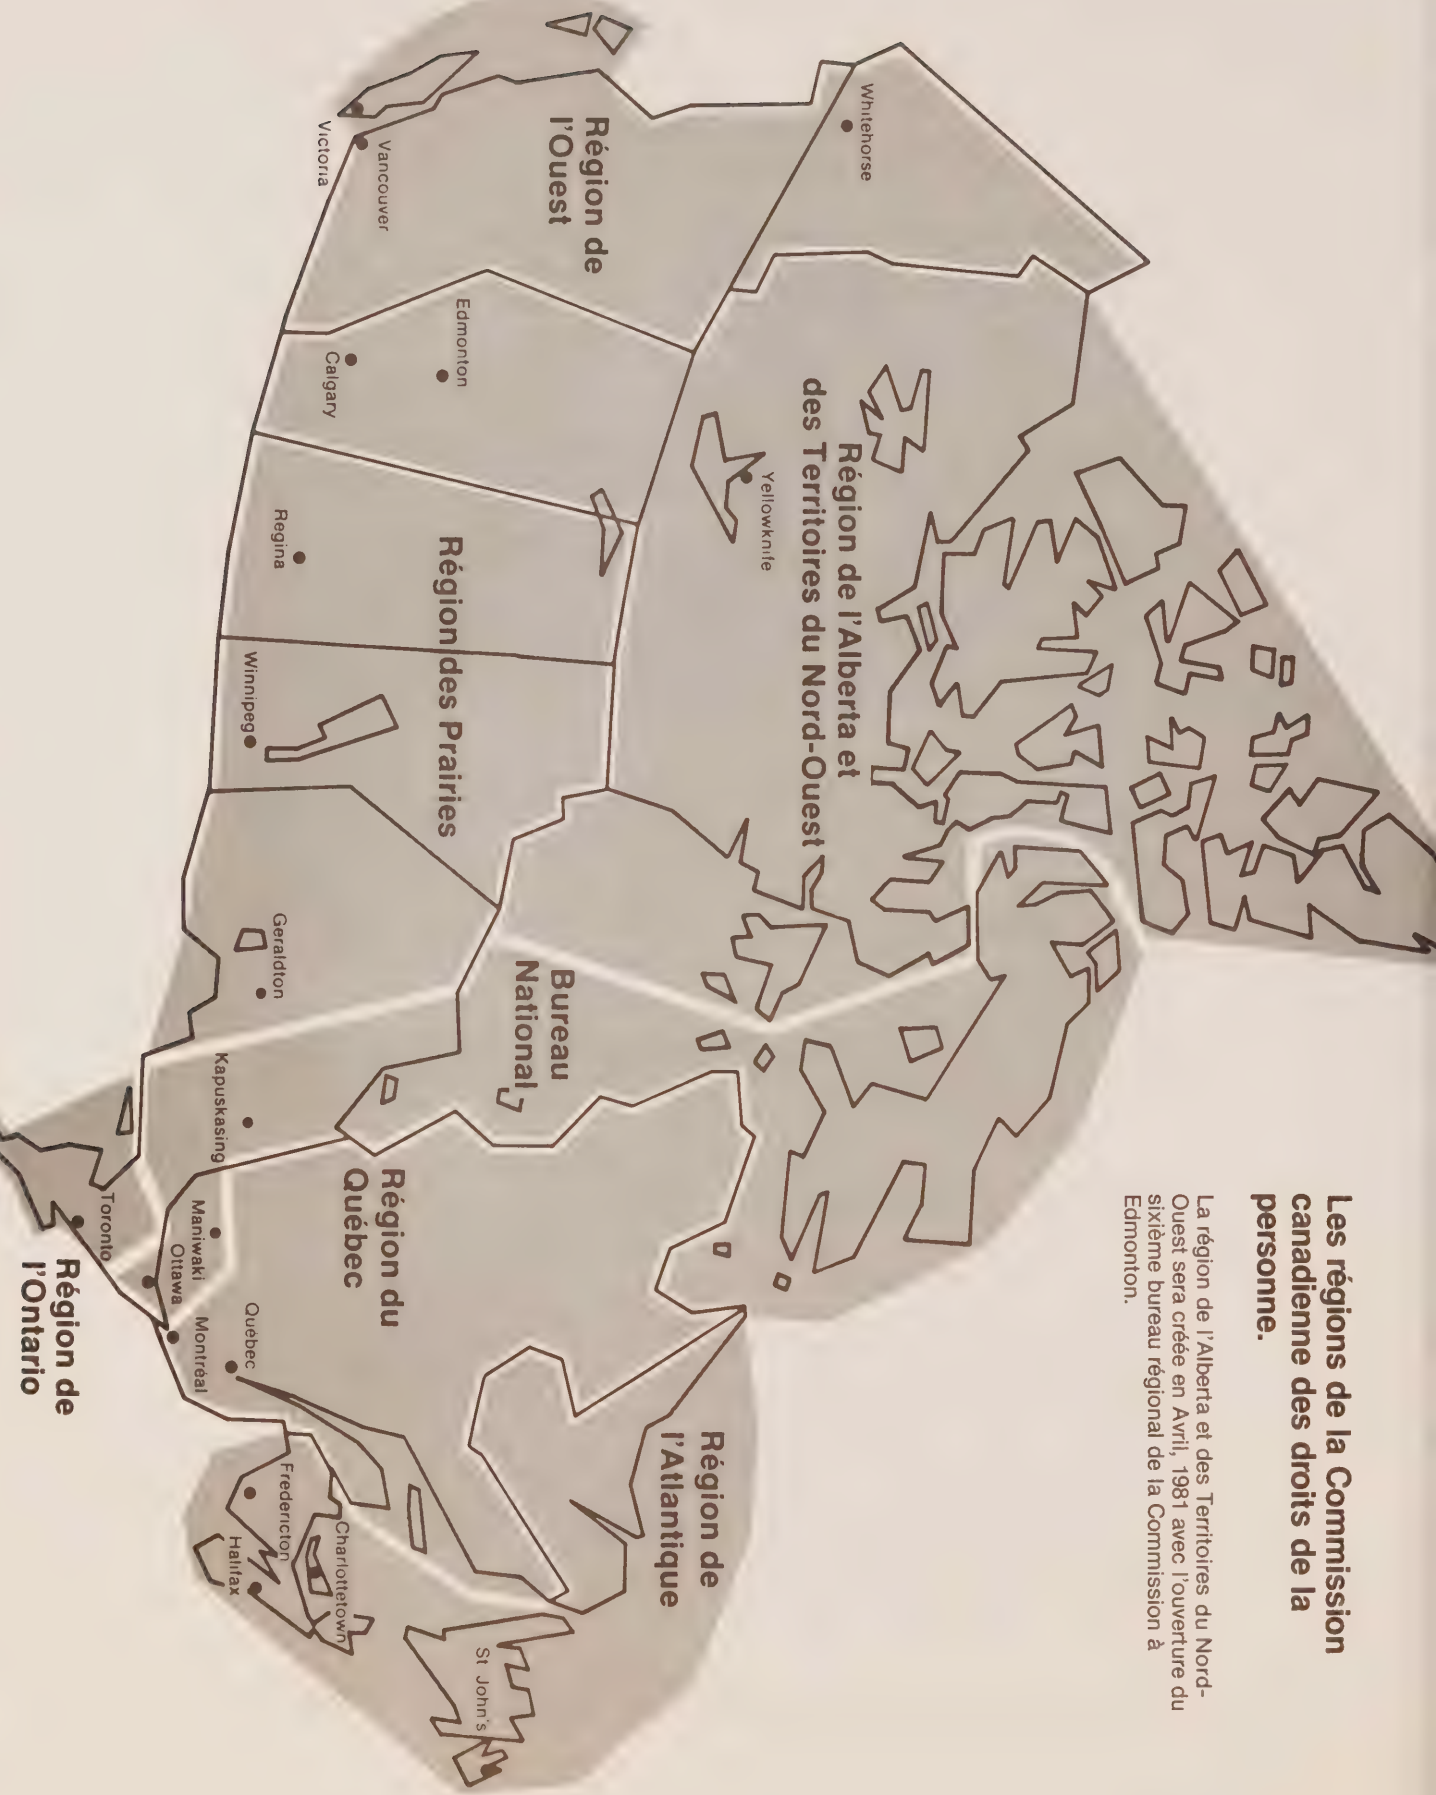 Les régions de la Commission
canadienne des droits de la
personne.
La région de l'Alberta et des Territoires du Nord-
Ouest sera créée en Avril, 1981 avec l'ouverture du
sixième bureau régional de la Commission à
Edmonton.
Whitehorse
Région de
l'Ouest
Vancouver
Victoria
Edmonton
Calgary
Région de l'Alberta et
des Territoires du Nord-Ouest
Yellowknife
Région des Prairies
Regina
Winnipeg
Bureau
National
Geraldton
Kapuskasing
Région du
Québec
Maniwaki
Ottawa
Montréal
Québec
Toronto
Région de
l'Ontario
Région de
l'Atlantique
Fredericton
Charlottetown
Halifax
St John's